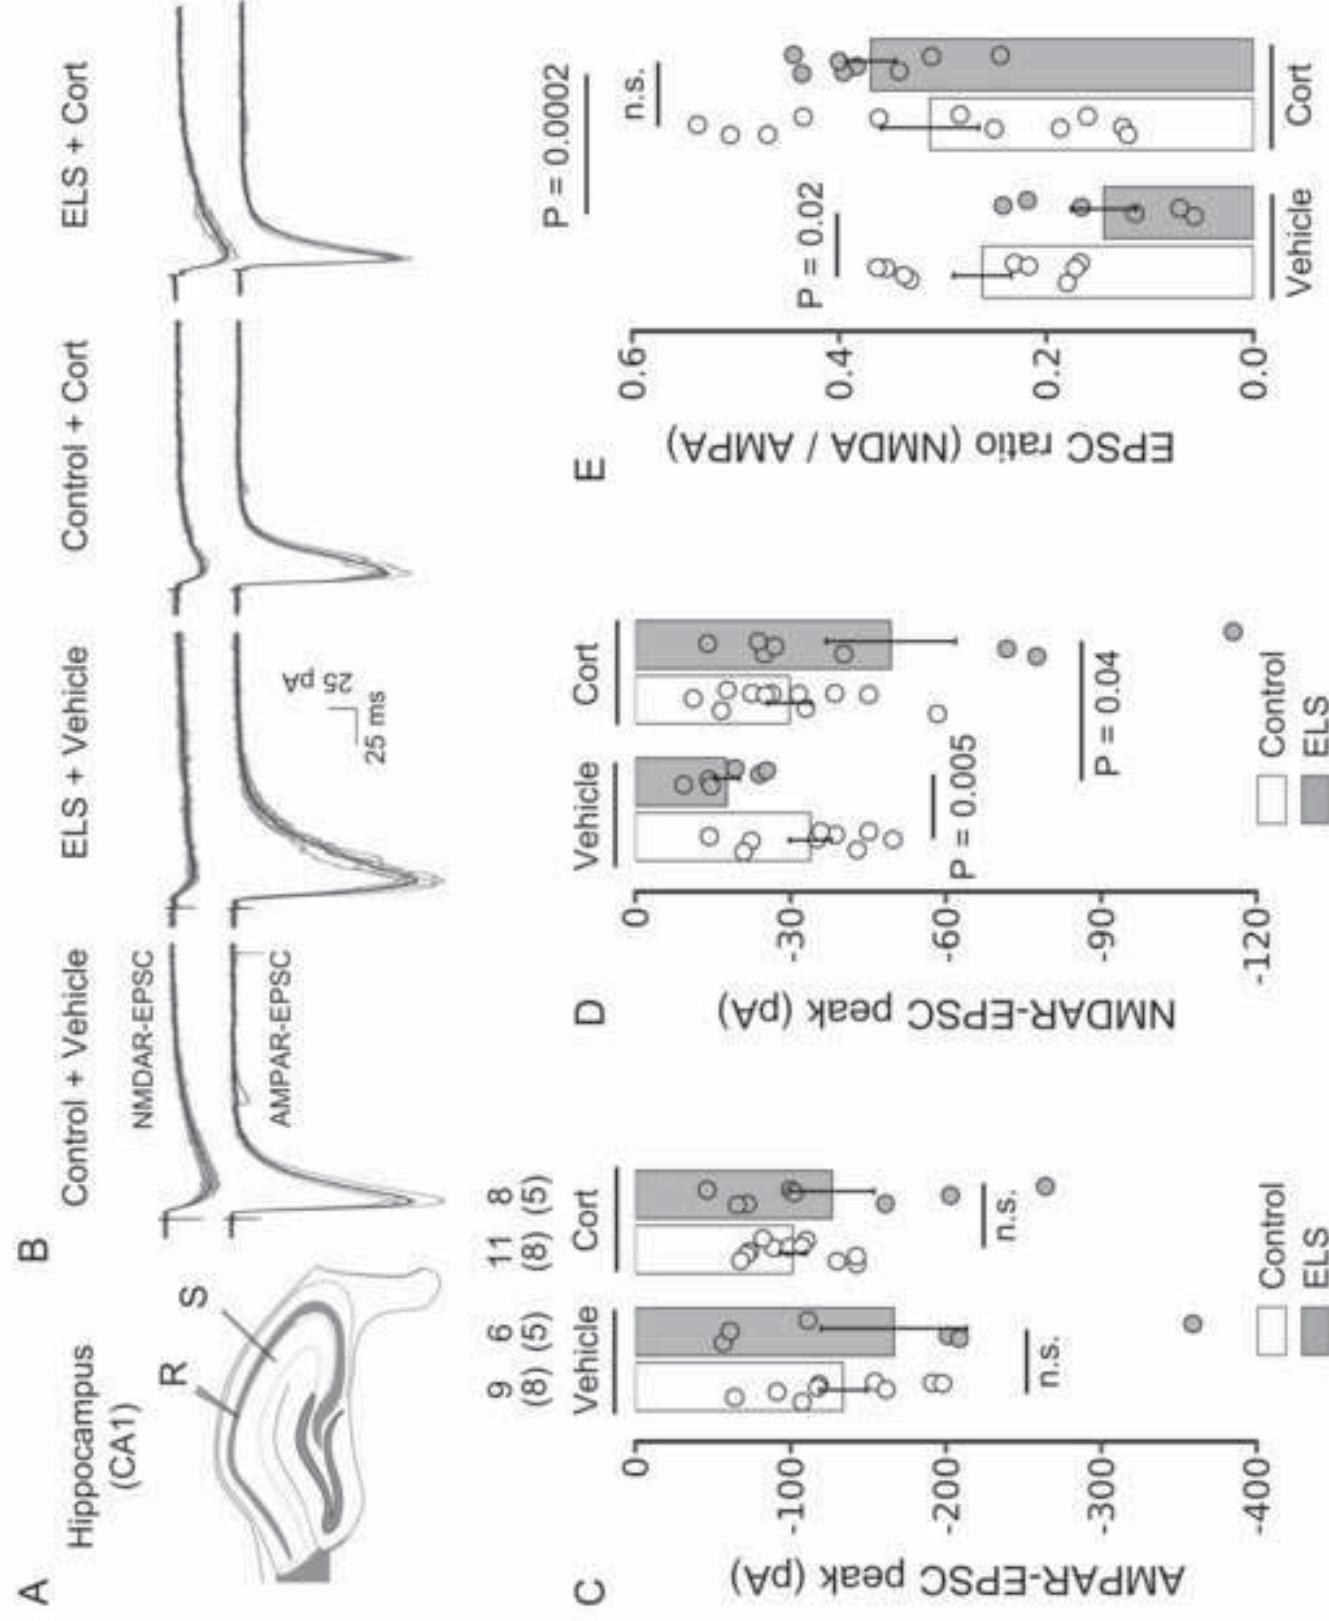 A
Hippocampus
(CA1)
R
S
B
Control + Vehicle
ELS + Vehicle
Control + Cort
ELS + Cort
NMDAR-EPSC
AMPAR-EPSC
25 pA
25 ms
C
AMPAR-EPSC peak (pA)
0
-100
-200
-300
-400
9 6 11 8
(8) (5) (8) (5)
Vehicle Cort
n.s.
n.s.
Control
ELS
D
NMDAR-EPSC peak (pA)
0
-30
-60
-90
-120
Vehicle Cort
P = 0.005
P = 0.04
Control
ELS
E
EPSC ratio (NMDA / AMPA)
0.6
0.4
0.2
0.0
P = 0.0002
n.s.
P = 0.02
Vehicle Cort